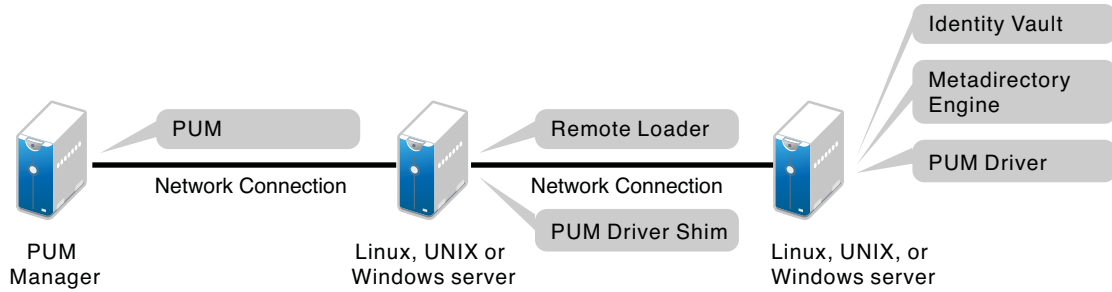 Identity Vault
Metadirectory
Engine
PUM
Remote Loader
PUM Driver
Network Connection
Network Connection
PUM Driver Shim
PUM
Manager
Linux, UNIX or
Windows server
Linux, UNIX, or
Windows server